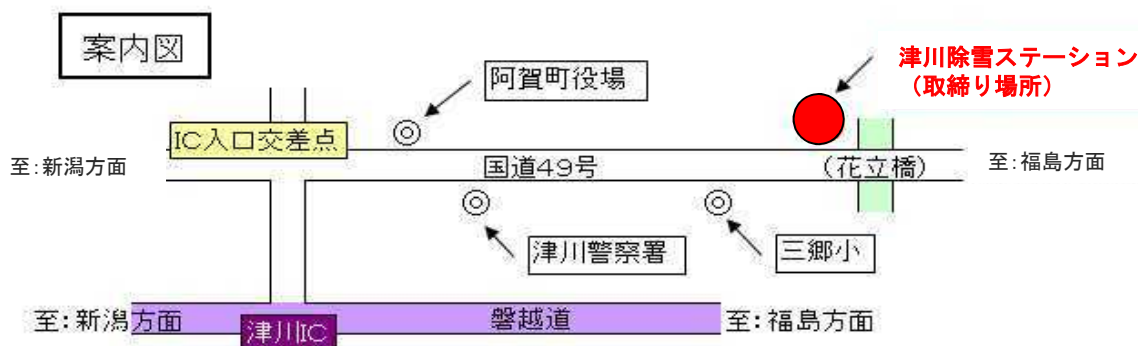 案内図
阿賀町役場
津川除雪ステーション
（取締り場所）
IC入口交差点
至:新潟方面
国道49号
（花立橋）
至:福島方面
津川警察署
三郷小
至:新潟方面
磐越道
至:福島方面
津川IC